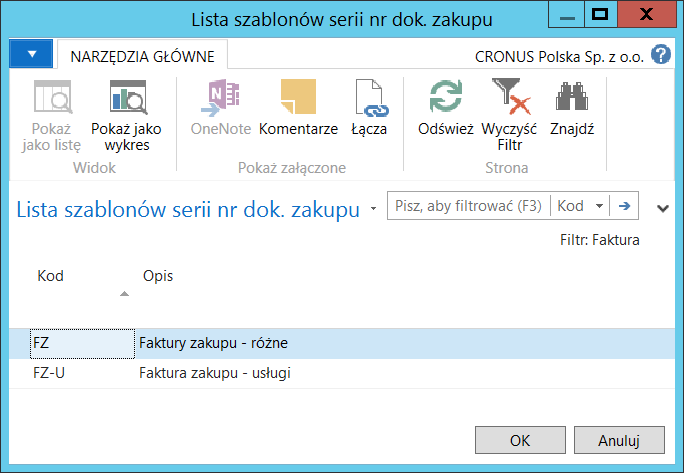 Lista szablonów serii nr dok. zakupu
NARZĘDZIA GŁÓWNE
CRONUS Polska Sp. z o.o.
Pokaż jako listę
Pokaż jako wykres
Widok
OneNote
Komentarze
Łącza
Pokaż załączone
Odśwież
Wyczyść Filtr
Znajdź
Strona
Lista szablonów serii nr dok. zakupu
Pisz, aby filtrować (F3)
Kod
Filtr: Faktura
Kod Opis
FZ Faktury zakupu - różne
FZ-U Faktura zakupu - usługi
OK Anuluj